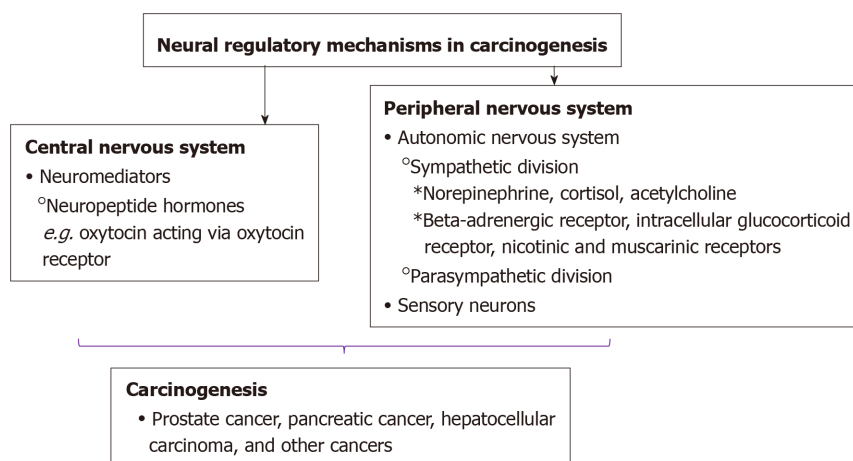 Neural regulatory mechanisms in carcinogenesis
Central nervous system
• Neuromediators
○Neuropeptide hormones
e.g. oxytocin acting via oxytocin
receptor
Peripheral nervous system
• Autonomic nervous system
○Sympathetic division
*Norepinephrine, cortisol, acetylcholine
*Beta-adrenergic receptor, intracellular glucocorticoid
receptor, nicotinic and muscarinic receptors
○Parasympathetic division
• Sensory neurons
Carcinogenesis
• Prostate cancer, pancreatic cancer, hepatocellular
carcinoma, and other cancers